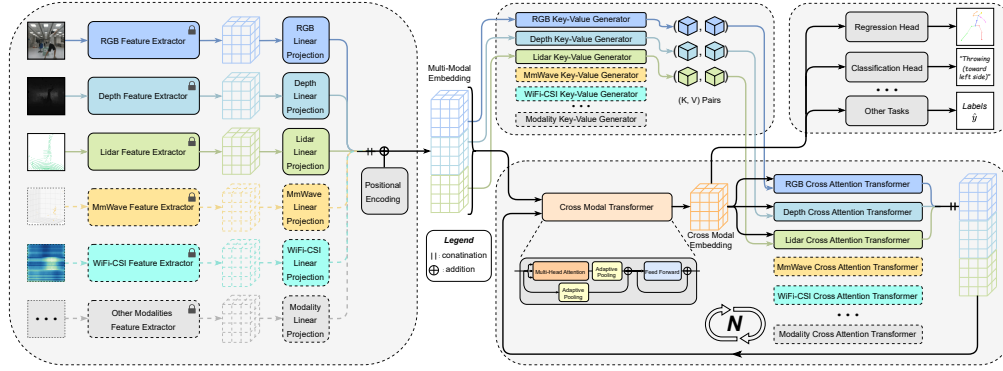 RGB Feature Extractor
RGB
Linear
Projection
Depth Feature Extractor
Depth
Linear
Projection
Lidar Feature Extractor
Lidar
Linear
Projection
MmWave Feature Extractor
MmWave
Linear
Projection
WiFi-CSI Feature Extractor
WiFi-CSI
Linear
Projection
Other Modalities
Feature Extractor
Modality
Linear
Projection
Positional
Encoding
Multi-Modal
Embedding
Legend
|| : conatination
⊕ : addition
RGB Key-Value Generator
Depth Key-Value Generator
Lidar Key-Value Generator
MmWave Key-Value Generator
WiFi-CSI Key-Value Generator
Modality Key-Value Generator
( , )
( , )
( , )
(K, V) Pairs
Regression Head
Classification Head
Other Tasks
"Throwing
(toward
left side)"
Labels
ŷ
Cross Modal Transformer
Multi-Head Attention
Adaptive
Pooling
Adaptive
Pooling
Feed Forward
Cross Modal
Embedding
RGB Cross Attention Transformer
Depth Cross Attention Transformer
Lidar Cross Attention Transformer
MmWave Cross Attention Transformer
WiFi-CSI Cross Attention Transformer
Modality Cross Attention Transformer
N